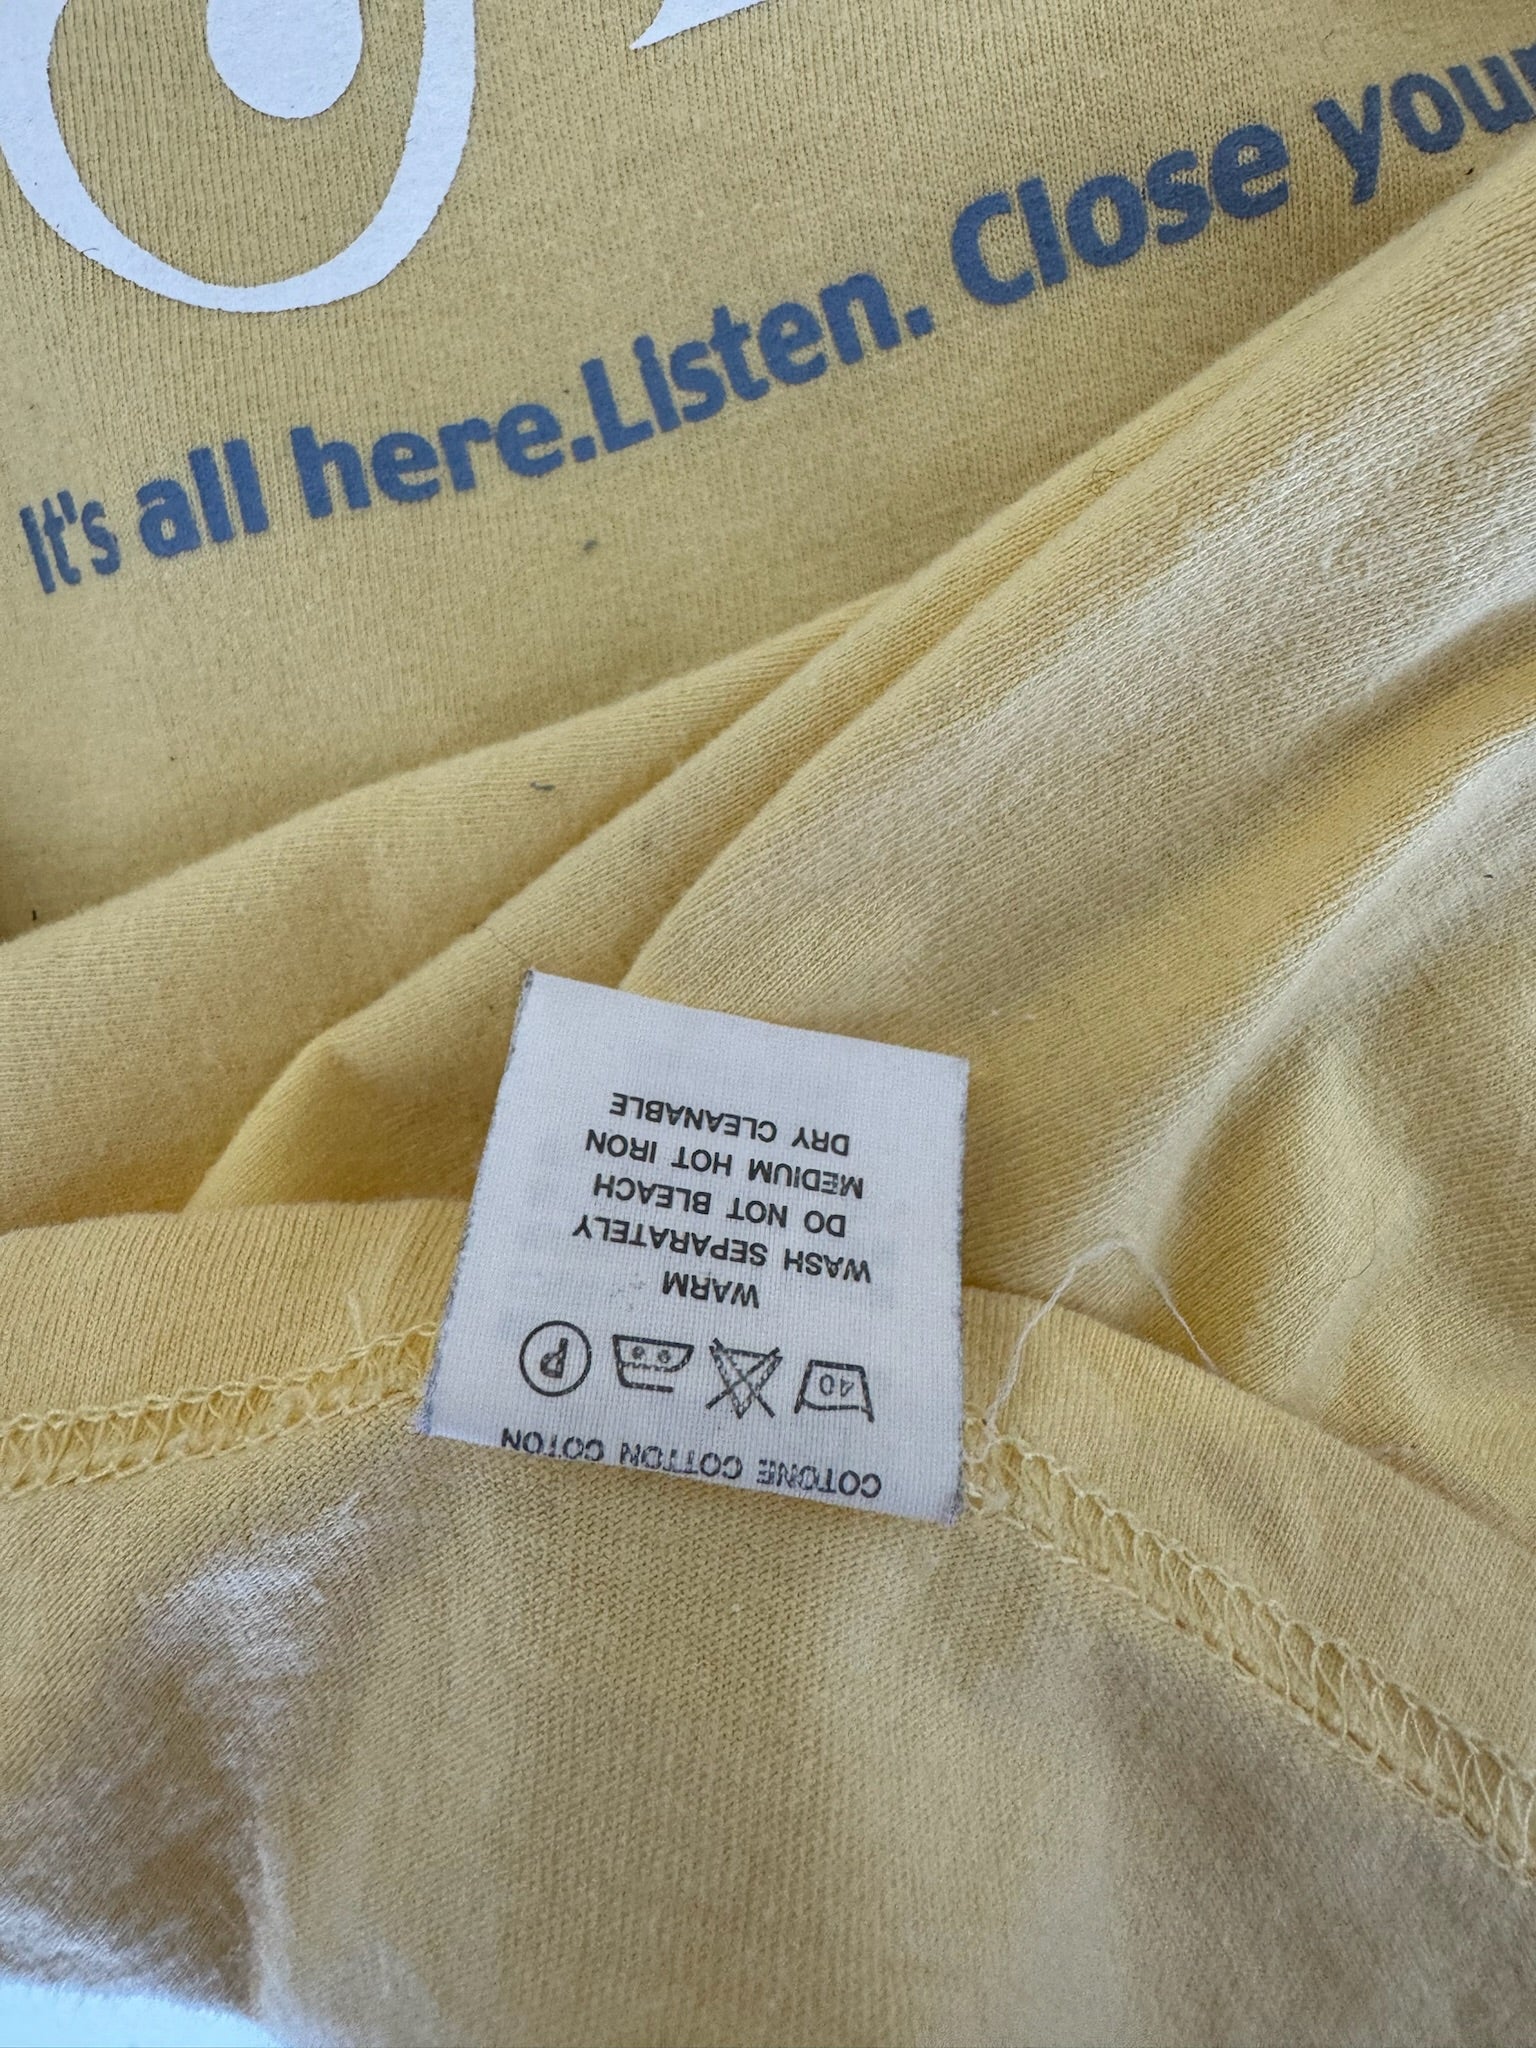 It's all here.Listen. Close your
COTONE COTTON COTON
40
P
WARM
WASH SEPARATELY
DO NOT BLEACH
MEDIUM HOT IRON
DRY CLEANABLE